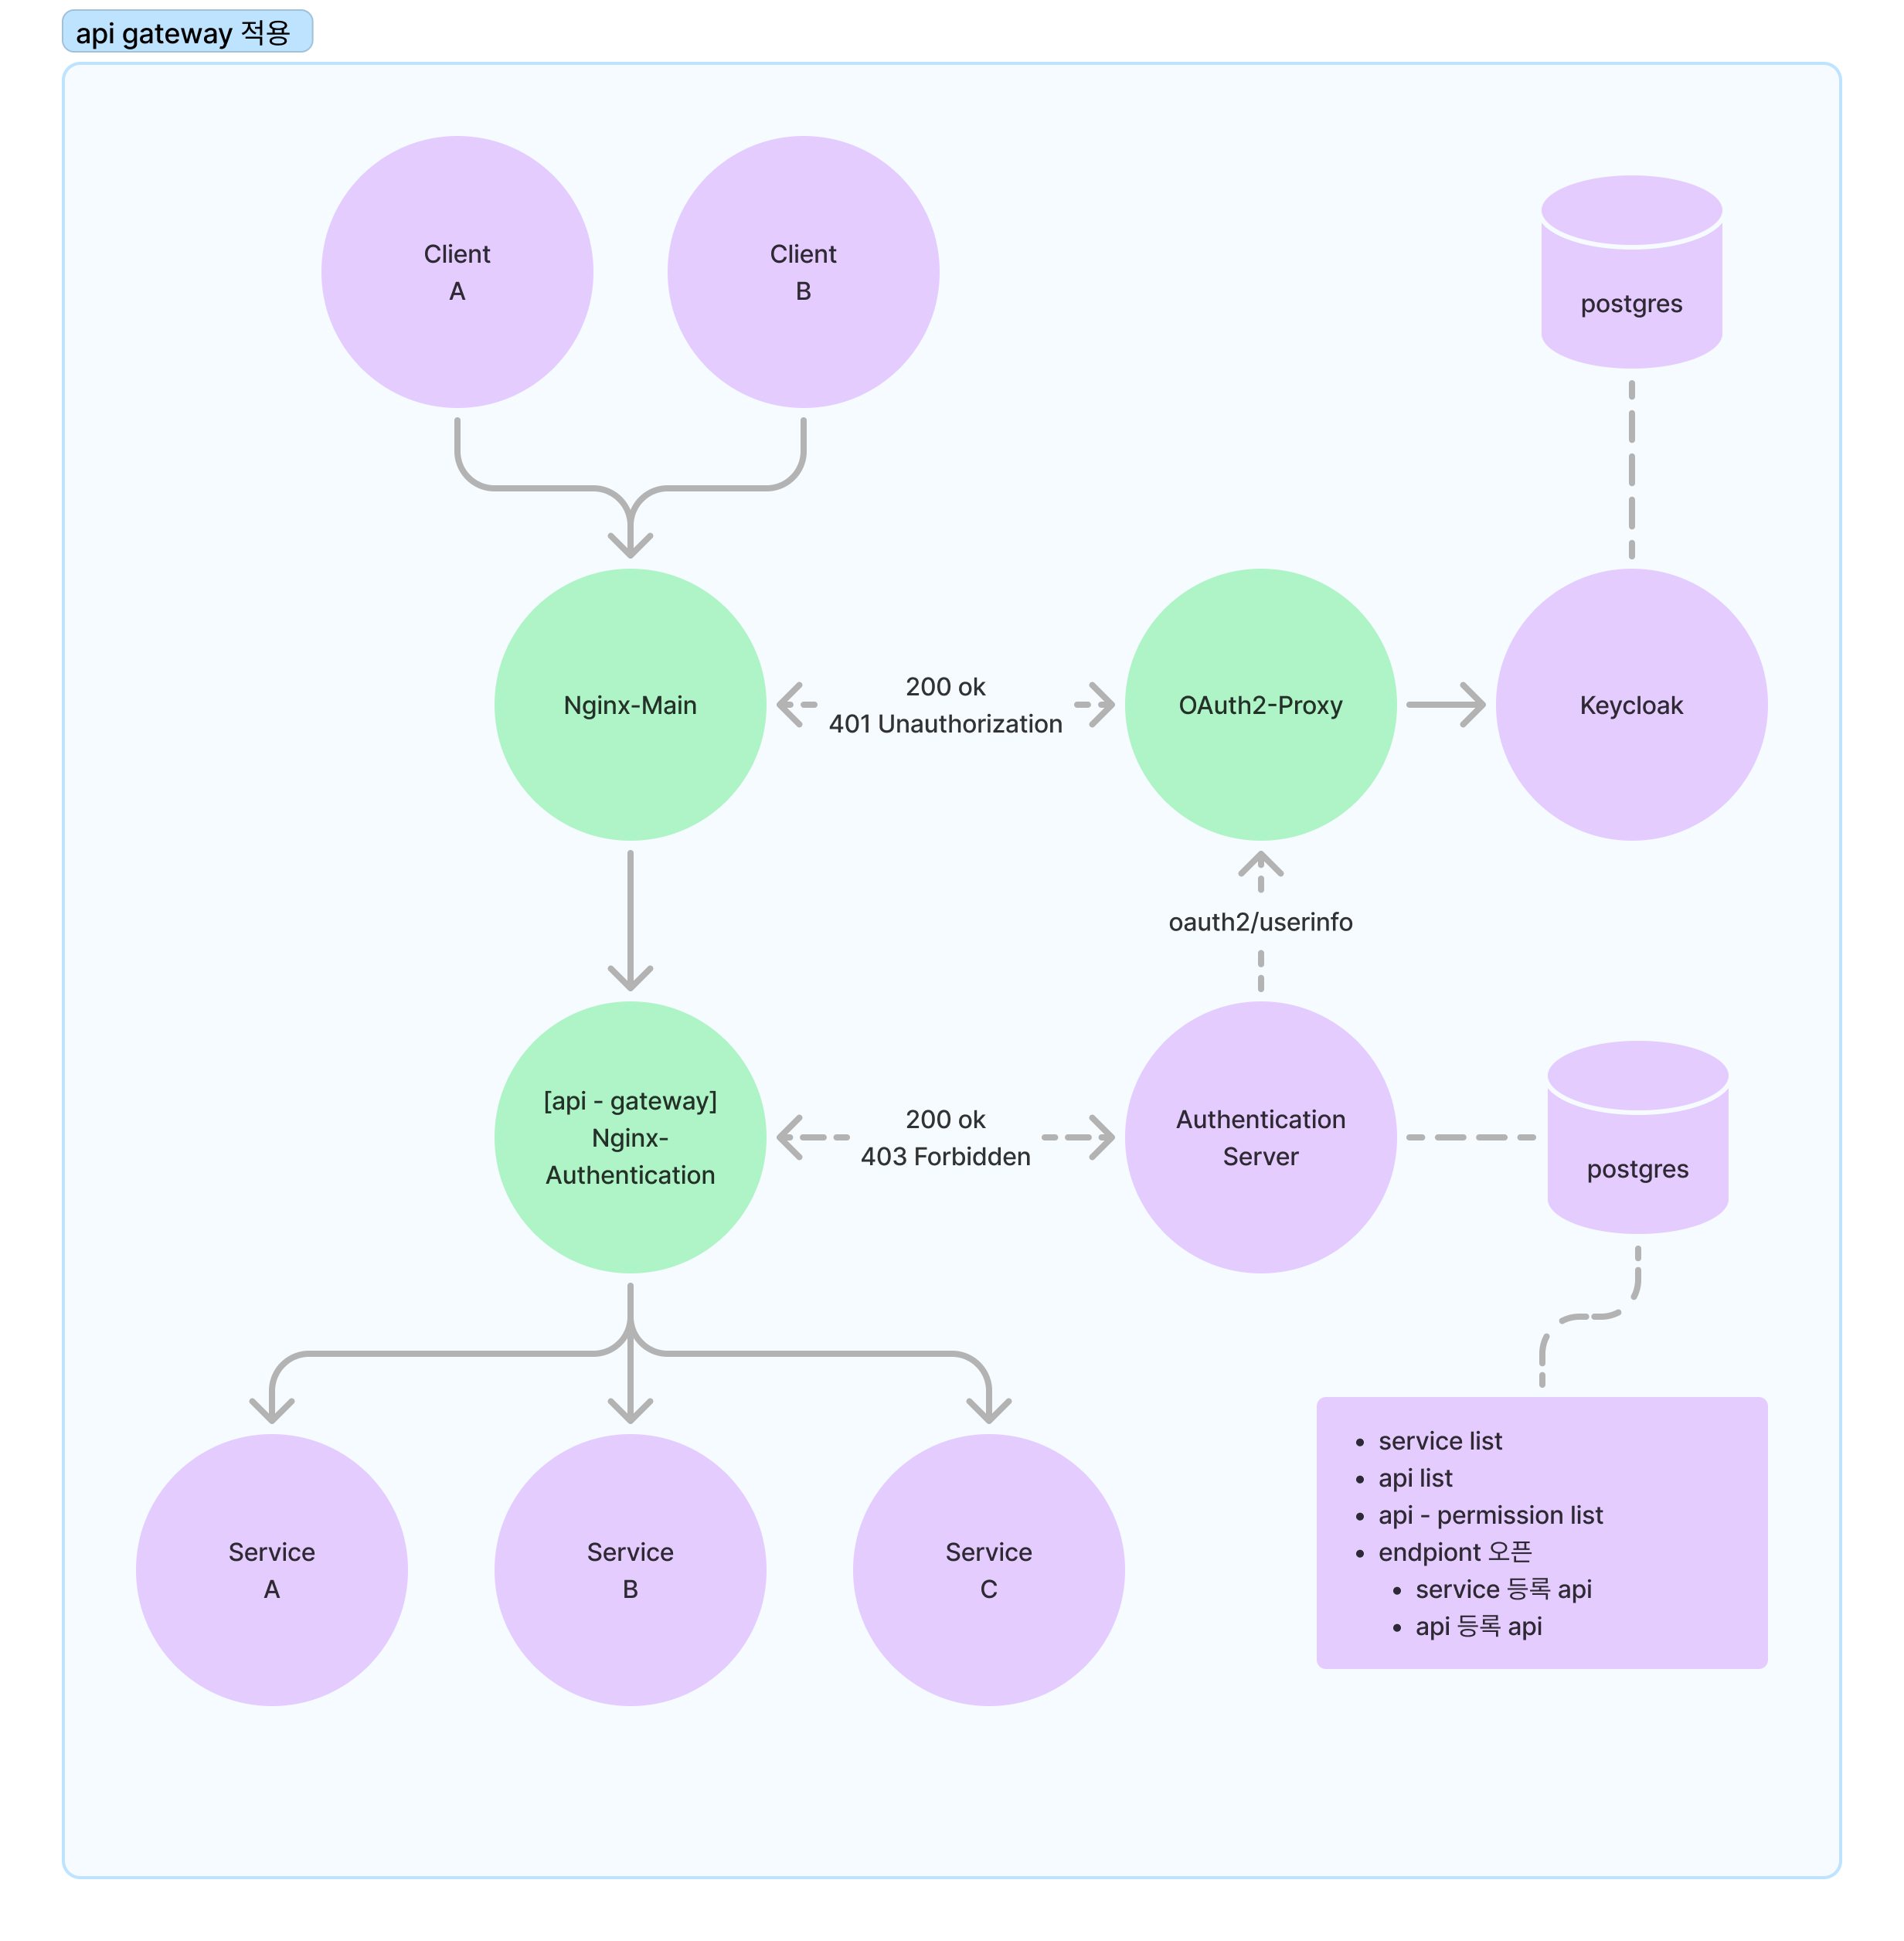 api gateway 적용
Client
A
Client
B
postgres
Nginx-Main
200 ok
401 Unauthorization
OAuth2-Proxy
Keycloak
oauth2/userinfo
[api - gateway]
Nginx-
Authentication
200 ok
403 Forbidden
Authentication
Server
postgres
Service
A
Service
B
Service
C
• service list
• api list
• api - permission list
• endpiont 오픈
• service 등록 api
• api 등록 api